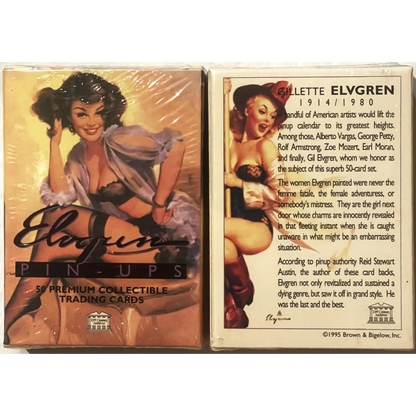 Elvgren
PIN-UPS
50 PREMIUM COLLECTIBLE
TRADING CARDS
GILLETTE ELVGREN
1914/1980
A handful of American artists would lift the
pinup calendar to its greatest heights.
Among those, Alberto Vargas, George Petty,
Rolf Armstrong, Zoe Mozert, Earl Moran,
and finally, Gil Elvgren, whom we honor as
the subject of this superb 50-card set.
The women Elvgren painted were never the
femme fatale, the female adventures, or
somebody's mistress. They are the girl next
door whose charms are innocently revealed
in that fleeting instant when she is caught
unaware in what might be an embarrassing
situation.
According to pinup authority Reid Stewart
Austin, the author of these card backs,
Elvgren not only revitalized and sustained a
dying genre, but saw it off in grand style. He
was the last and the best.
Elvgren
©1995 Brown & Bigelow, Inc.